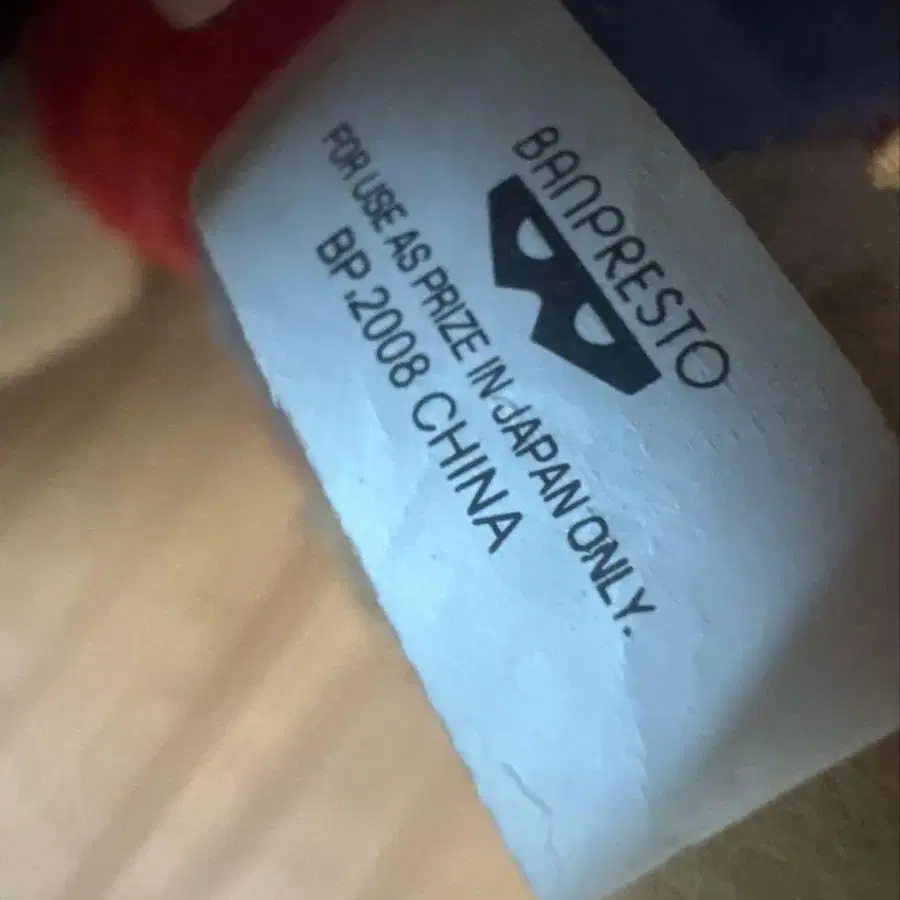 BANPRESTO
FOR USE AS PRIZE IN JAPAN ONLY.
BP.2008 CHINA